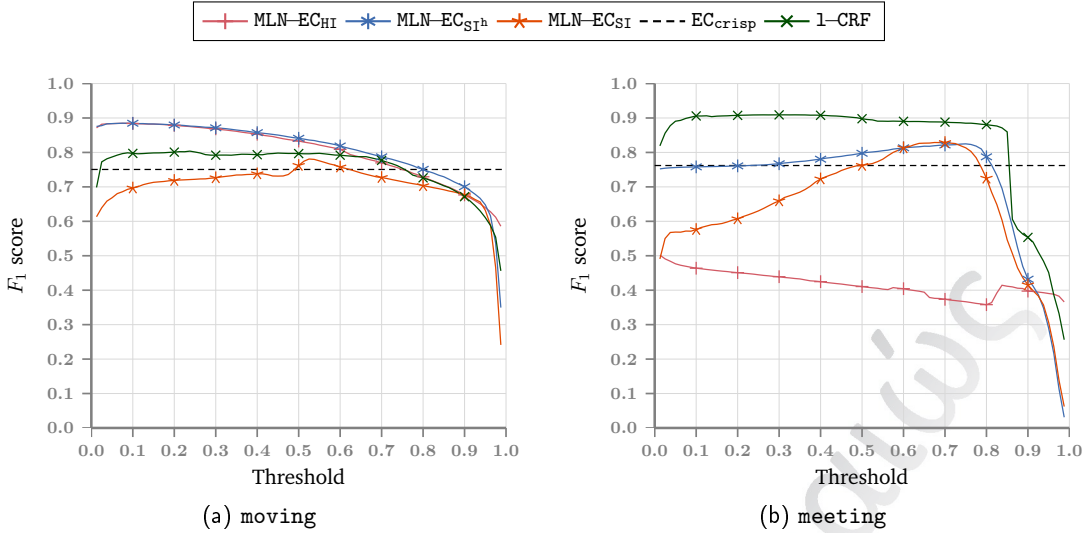 MLN–EC_HI MLN–EC_SI^h MLN–EC_SI EC_crisp l–CRF
1.0 0.9 0.8 0.7 0.6 0.5 0.4 0.3 0.2 0.1 0.0
F_1 score
0.0 0.1 0.2 0.3 0.4 0.5 0.6 0.7 0.8 0.9 1.0
Threshold
(a) moving
1.0 0.9 0.8 0.7 0.6 0.5 0.4 0.3 0.2 0.1 0.0
F_1 score
0.0 0.1 0.2 0.3 0.4 0.5 0.6 0.7 0.8 0.9 1.0
Threshold
(b) meeting